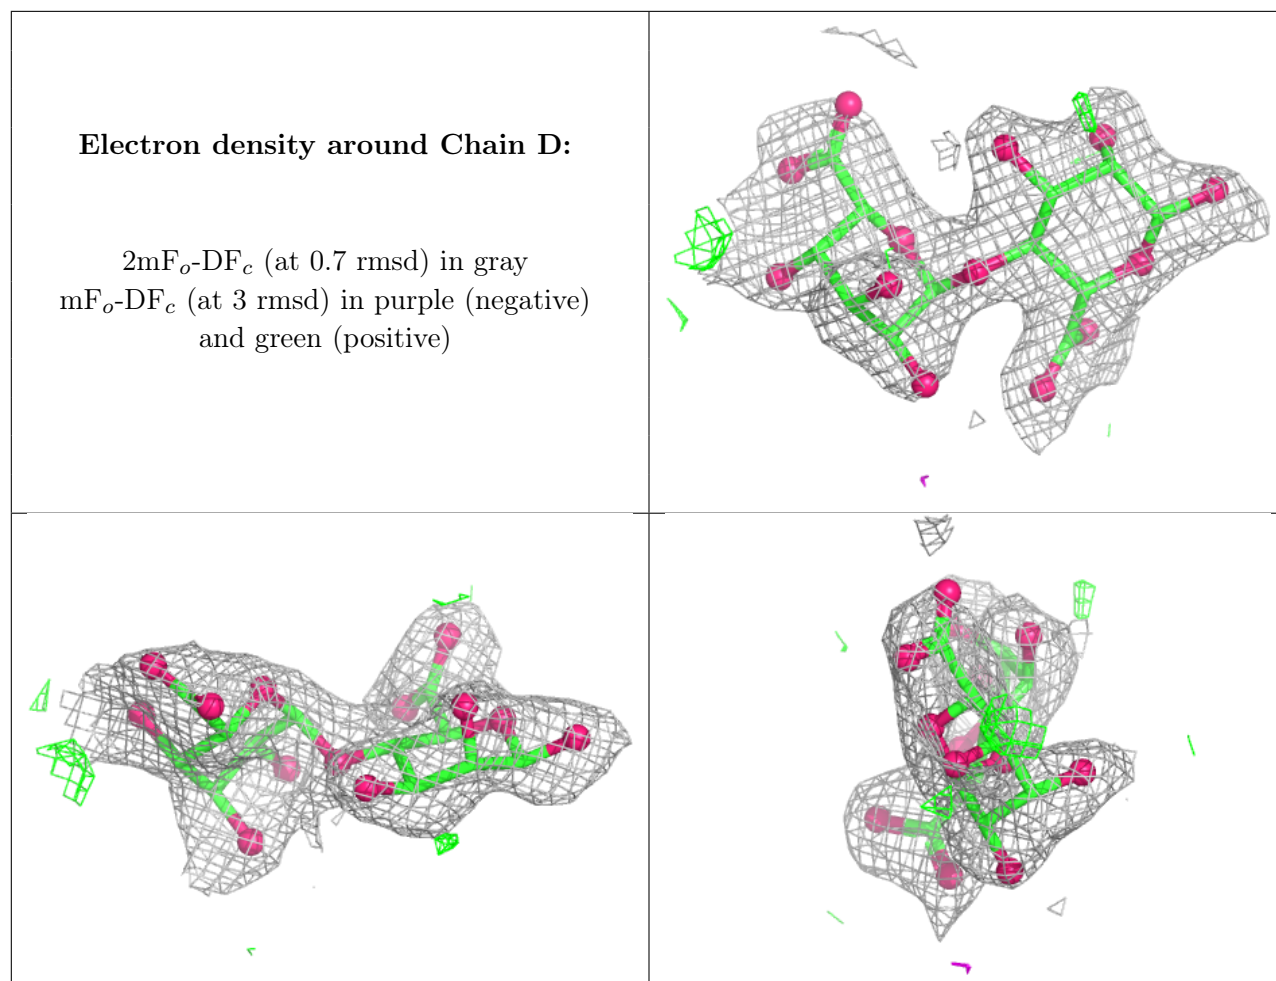 Electron density around Chain D:
2mFo-DFc (at 0.7 rmsd) in gray
mFo-DFc (at 3 rmsd) in purple (negative)
and green (positive)